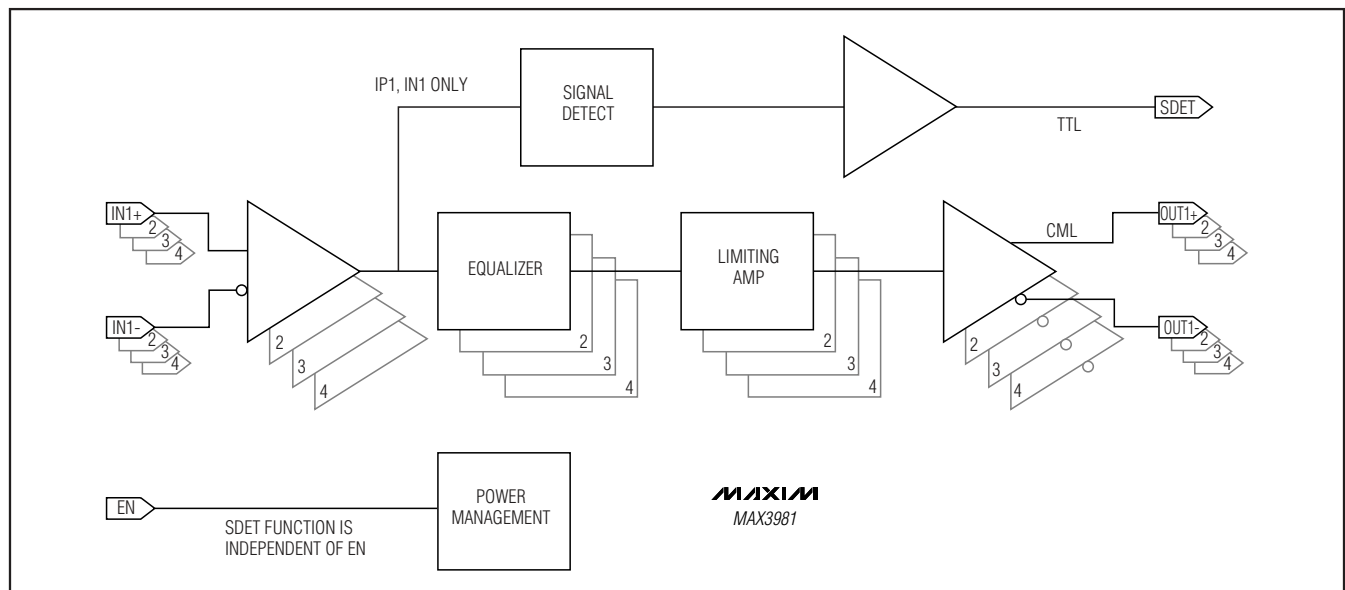 IP1, IN1 ONLY
SIGNAL
DETECT
TTL
SDET
IN1+
2
3
4
IN1-
2
3
4
2
3
4
EQUALIZER
2
3
4
LIMITING
AMP
2
3
4
CML
2
3
4
OUT1+
2
3
4
OUT1-
2
3
4
EN
SDET FUNCTION IS
INDEPENDENT OF EN
POWER
MANAGEMENT
MAXIM
MAX3981